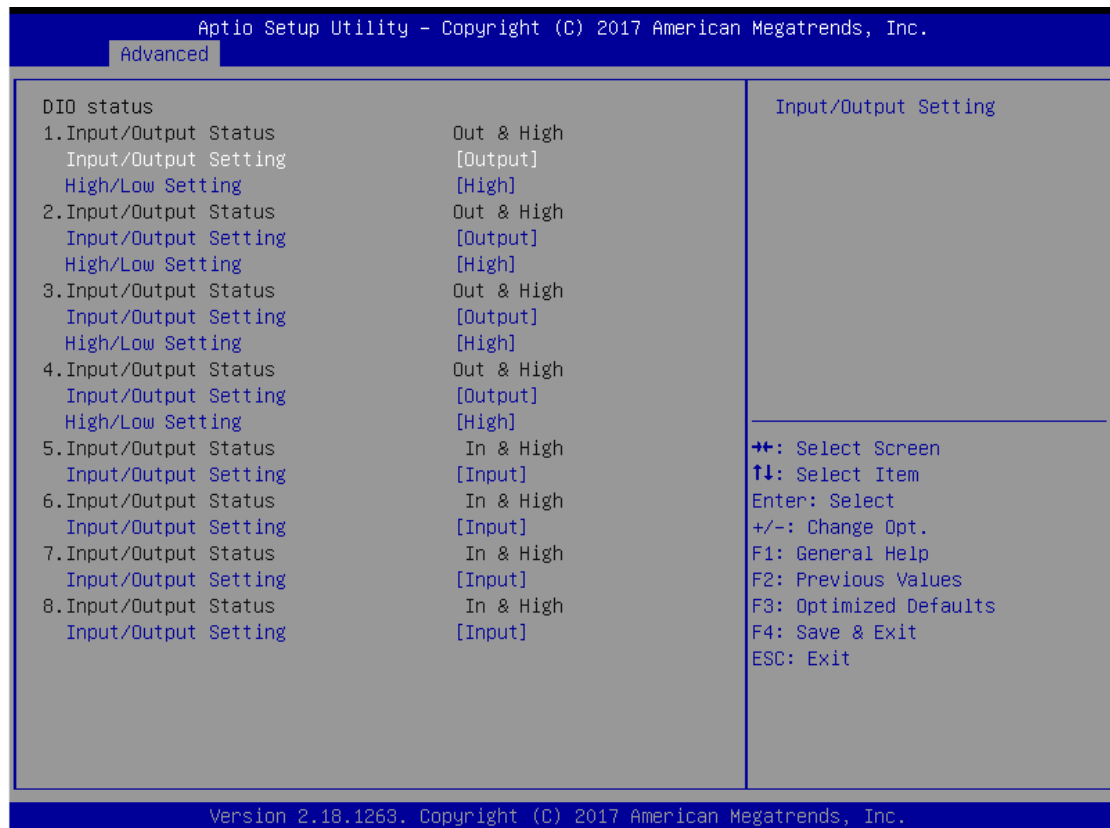 Aptio Setup Utility – Copyright (C) 2017 American Megatrends, Inc.
Advanced
DIO status
1.Input/Output Status Out & High
Input/Output Setting [Output]
High/Low Setting [High]
2.Input/Output Status Out & High
Input/Output Setting [Output]
High/Low Setting [High]
3.Input/Output Status Out & High
Input/Output Setting [Output]
High/Low Setting [High]
4.Input/Output Status Out & High
Input/Output Setting [Output]
High/Low Setting [High]
5.Input/Output Status In & High
Input/Output Setting [Input]
6.Input/Output Status In & High
Input/Output Setting [Input]
7.Input/Output Status In & High
Input/Output Setting [Input]
8.Input/Output Status In & High
Input/Output Setting [Input]
Input/Output Setting
→←: Select Screen
↑↓: Select Item
Enter: Select
+/-: Change Opt.
F1: General Help
F2: Previous Values
F3: Optimized Defaults
F4: Save & Exit
ESC: Exit
Version 2.18.1263. Copyright (C) 2017 American Megatrends, Inc.